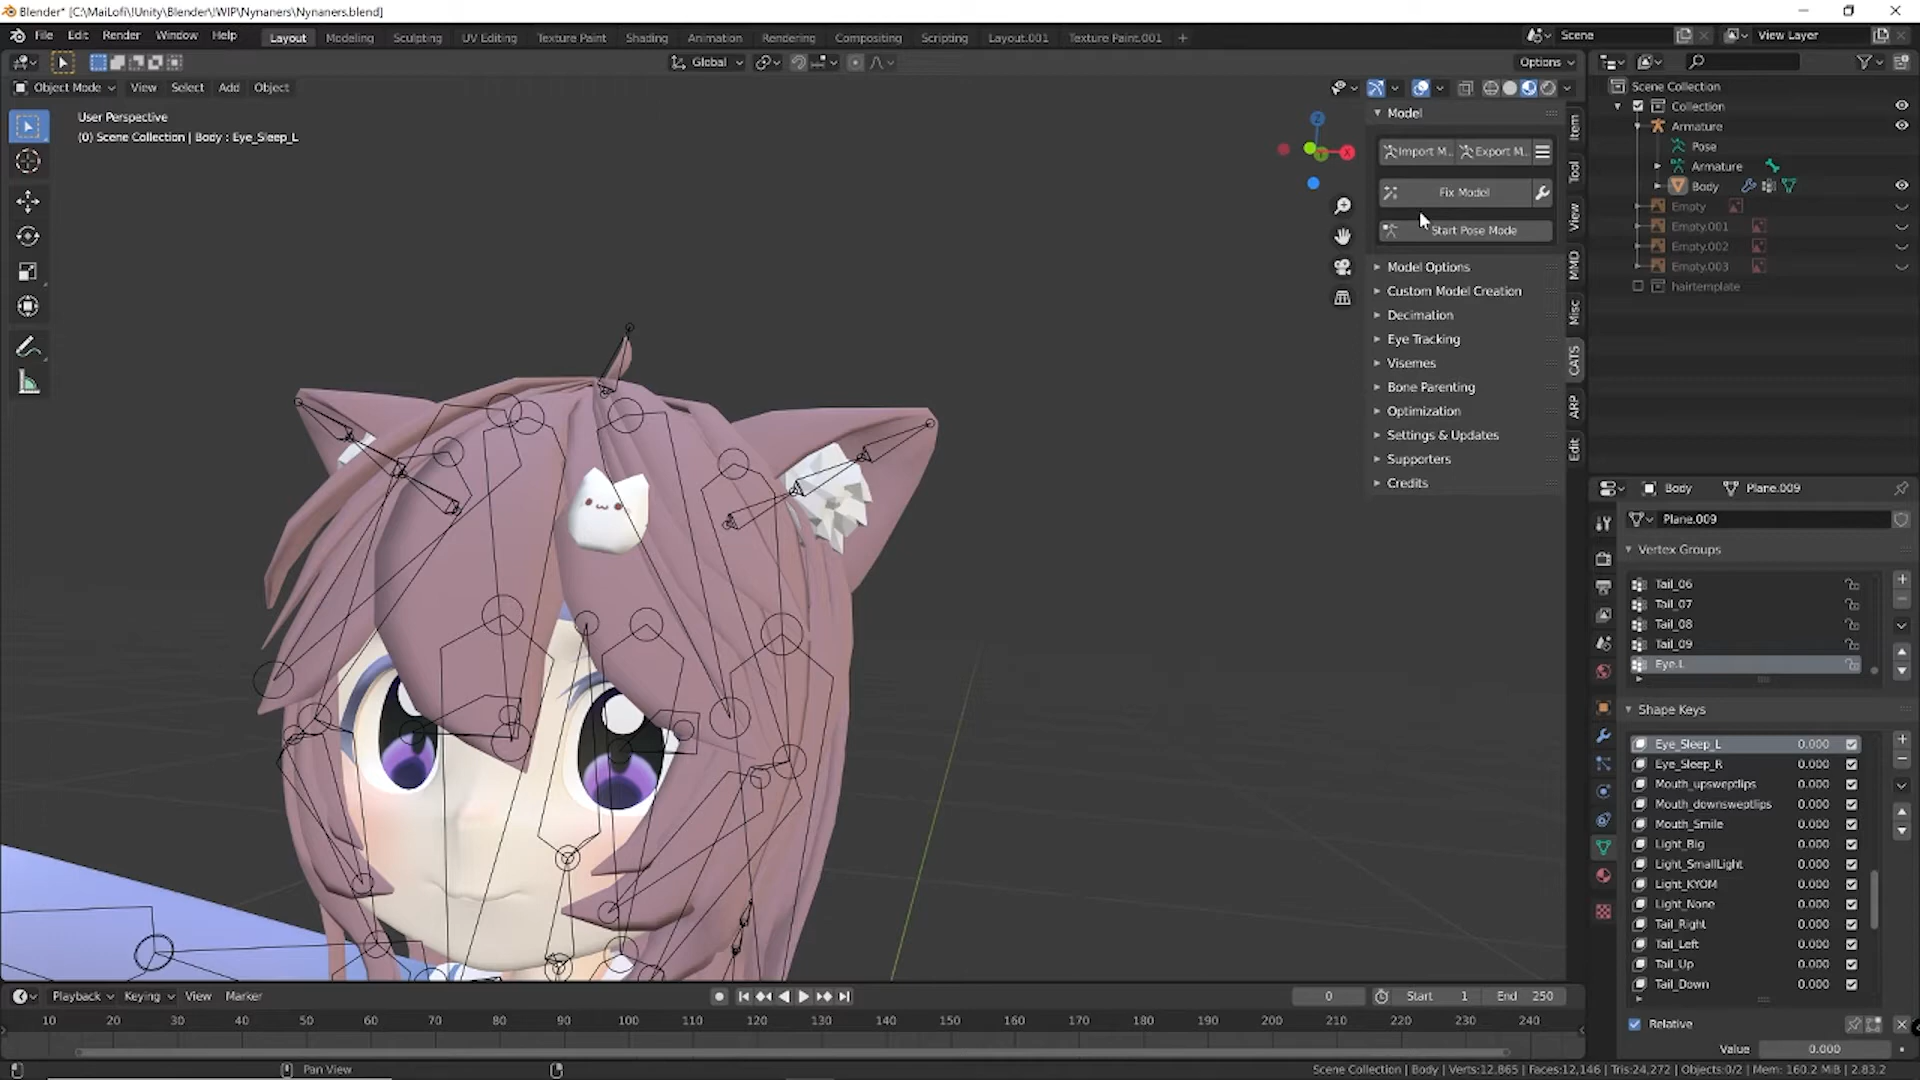 Blender* [C:\MaiLofi\!Unity\Blender\!WIP\Nynaners\Nynaners.blend]
File Edit Render Window Help Layout Modeling Sculpting UV Editing Texture Paint Shading Animation Rendering Compositing Scripting Layout.001 Texture Paint.001 + Scene View Layer
Global Options
Object Mode View Select Add Object
User Perspective
(0) Scene Collection | Body : Eye_Sleep_L
Z
X
Model
Import M.. Export M..
Fix Model
Start Pose Mode
Model Options
Custom Model Creation
Decimation
Eye Tracking
Visemes
Bone Parenting
Optimization
Settings & Updates
Supporters
Credits
Item
Tool
View
MMD
Misc
CATS
ARP
Edit
Scene Collection
Collection
Armature
Pose
Armature
Body
Empty
Empty.001
Empty.002
Empty.003
hairtemplate
Body Plane.009
Plane.009
Vertex Groups
Tail_06
Tail_07
Tail_08
Tail_09
Eye.L
Shape Keys
Eye_Sleep_L 0.000
Eye_Sleep_R 0.000
Mouth_upsweptlips 0.000
Mouth_downsweptlips 0.000
Mouth_Smile 0.000
Light_Big 0.000
Light_SmallLight 0.000
Light_KYOM 0.000
Light_None 0.000
Tail_Right 0.000
Tail_Left 0.000
Tail_Up 0.000
Tail_Down 0.000
Relative
Value 0.000
Playback Keying View Marker 0 Start 1 End 250
10 20 30 40 50 60 70 80 90 100 110 120 130 140 150 160 170 180 190 200 210 220 230 240
Pan View
Scene Collection | Body | Verts:12,865 | Faces:12,146 | Tris:24,272 | Objects:0/2 | Mem: 160.2 MiB | 2.83.2